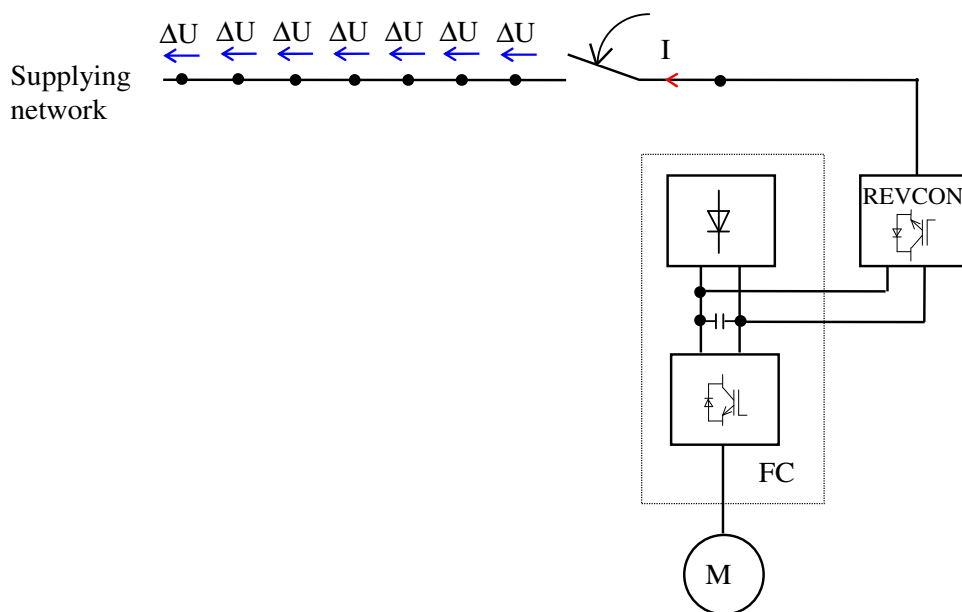 ΔU ΔU ΔU ΔU ΔU ΔU ΔU
I
Supplying
network
REVCON
FC
M